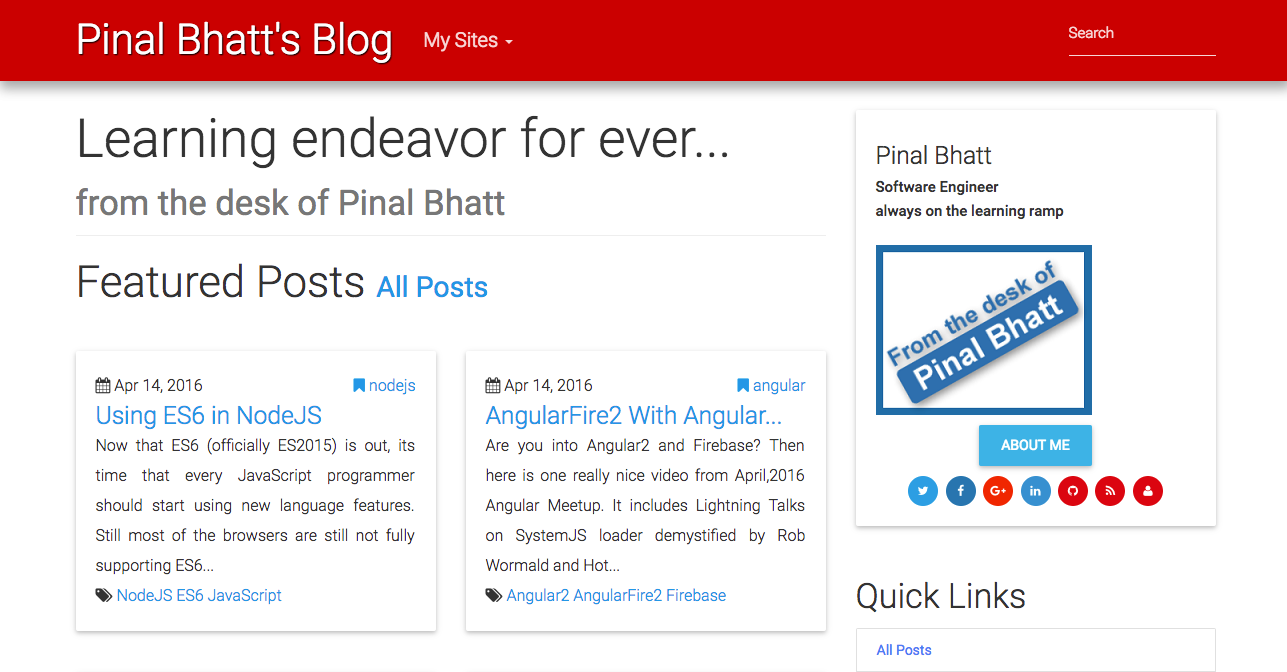 Pinal Bhatt's Blog
My Sites
Search
Learning endeavor for ever...
from the desk of Pinal Bhatt
Featured Posts All Posts
Apr 14, 2016 nodejs
Using ES6 in NodeJS
Now that ES6 (officially ES2015) is out, its
time that every JavaScript programmer
should start using new language features.
Still most of the browsers are still not fully
supporting ES6...
NodeJS ES6 JavaScript
Apr 14, 2016 angular
AngularFire2 With Angular...
Are you into Angular2 and Firebase? Then
here is one really nice video from April,2016
Angular Meetup. It includes Lightning Talks
on SystemJS loader demystified by Rob
Wormald and Hot...
Angular2 AngularFire2 Firebase
Pinal Bhatt
Software Engineer
always on the learning ramp
From the desk of
Pinal Bhatt
ABOUT ME
Quick Links
All Posts